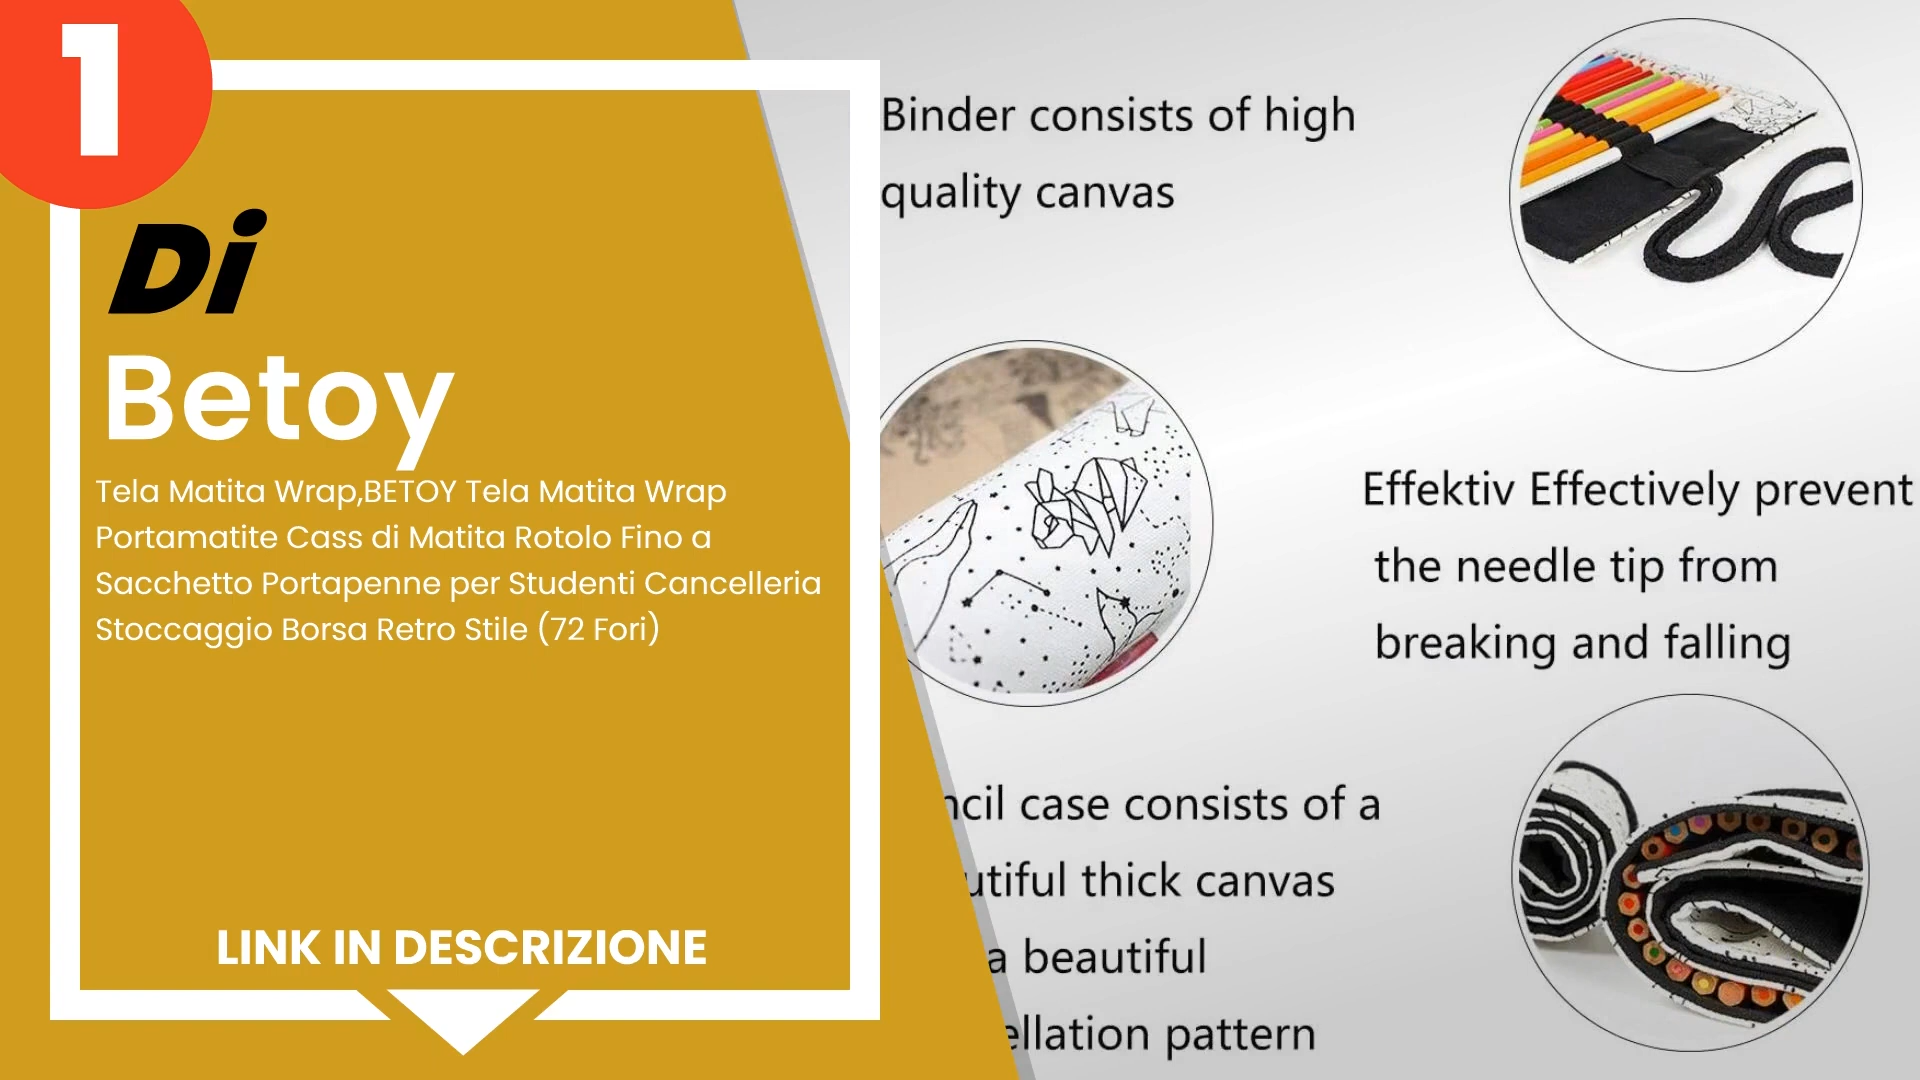 1
Di
Betoy
Tela Matita Wrap,BETOY Tela Matita Wrap
Portamatite Cass di Matita Rotolo Fino a
Sacchetto Portapenne per Studenti Cancelleria
Stoccaggio Borsa Retro Stile (72 Fori)
LINK IN DESCRIZIONE
Binder consists of high
quality canvas
Effektiv Effectively prevent
the needle tip from
breaking and falling
ncil case consists of a
utiful thick canvas
a beautiful
ellation pattern